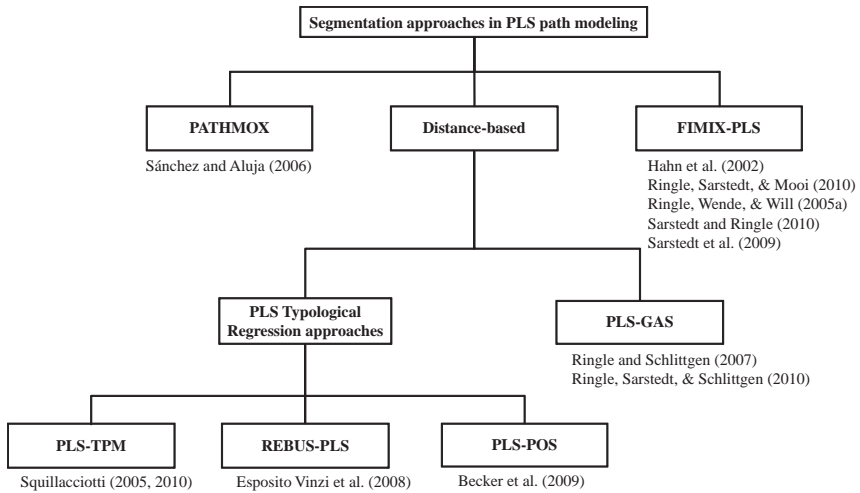 Segmentation approaches in PLS path modeling
PATHMOX
Distance-based
FIMIX-PLS
Sánchez and Aluja (2006)
Hahn et al. (2002)
Ringle, Sarstedt, & Mooi (2010)
Ringle, Wende, & Will (2005a)
Sarstedt and Ringle (2010)
Sarstedt et al. (2009)
PLS Typological
Regression approaches
PLS-GAS
Ringle and Schlittgen (2007)
Ringle, Sarstedt, & Schlittgen (2010)
PLS-TPM
REBUS-PLS
PLS-POS
Squillacciotti (2005, 2010)
Esposito Vinzi et al. (2008)
Becker et al. (2009)